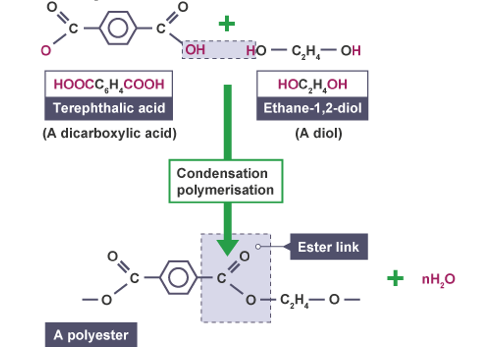 O O
C C
O OH HO — C₂H₄ — OH
+
HOOCC₆H₄COOH HOC₂H₄OH
Terephthalic acid Ethane-1,2-diol
(A dicarboxylic acid) (A diol)
Condensation
polymerisation
Ester link
O O
C C
—O O—C₂H₄—O—
+ nH₂O
A polyester